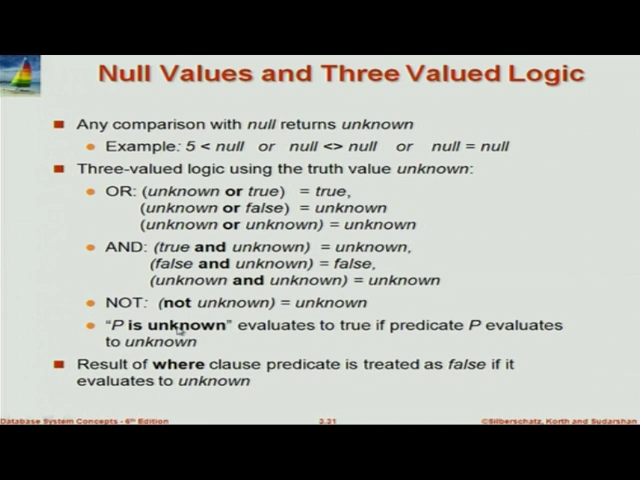 Null Values and Three Valued Logic
Any comparison with null returns unknown
Example: 5 < null or null <> null or null = null
Three-valued logic using the truth value unknown:
OR: (unknown or true) = true,
(unknown or false) = unknown
(unknown or unknown) = unknown
AND: (true and unknown) = unknown,
(false and unknown) = false,
(unknown and unknown) = unknown
NOT: (not unknown) = unknown
"P is unknown" evaluates to true if predicate P evaluates
to unknown
Result of where clause predicate is treated as false if it
evaluates to unknown
Database System Concepts - 6th Edition 3.31 ©Silberschatz, Korth and Sudarshan